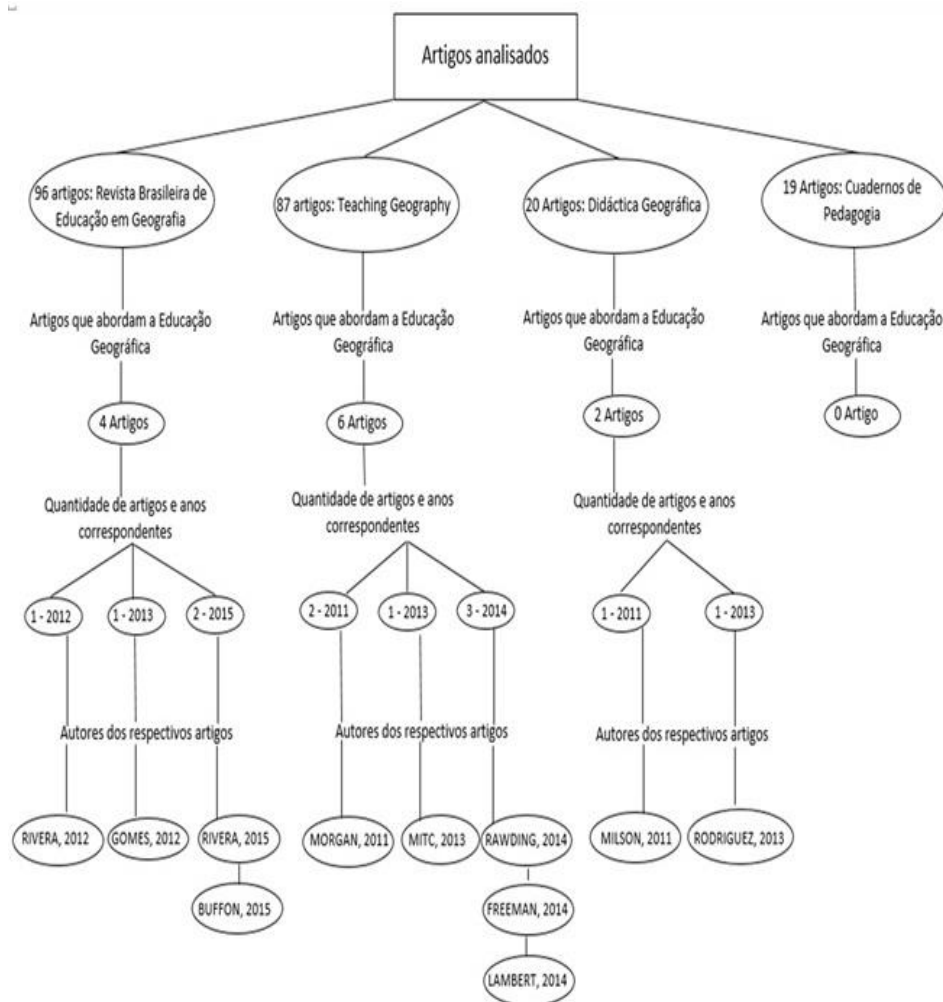 Artigos analisados
96 artigos: Revista Brasileira de
Educação em Geografia
87 artigos: Teaching Geography
20 Artigos: Didáctica Geográfica
19 Artigos: Cuadernos de
Pedagogia
Artigos que abordam a Educação
Geográfica
Artigos que abordam a Educação
Geográfica
Artigos que abordam a Educação
Geográfica
Artigos que abordam a Educação
Geográfica
4 Artigos
6 Artigos
2 Artigos
0 Artigo
Quantidade de artigos e anos
correspondentes
Quantidade de artigos e anos
correspondentes
Quantidade de artigos e anos
correspondentes
1 - 2012
1 - 2013
2 - 2015
2 - 2011
1 - 2013
3 - 2014
1 - 2011
1 - 2013
Autores dos respectivos artigos
Autores dos respectivos artigos
Autores dos respectivos artigos
RIVERA, 2012
GOMES, 2012
RIVERA, 2015
MORGAN, 2011
MITC, 2013
RAWDING, 2014
MILSON, 2011
RODRIGUEZ, 2013
BUFFON, 2015
FREEMAN, 2014
LAMBERT, 2014